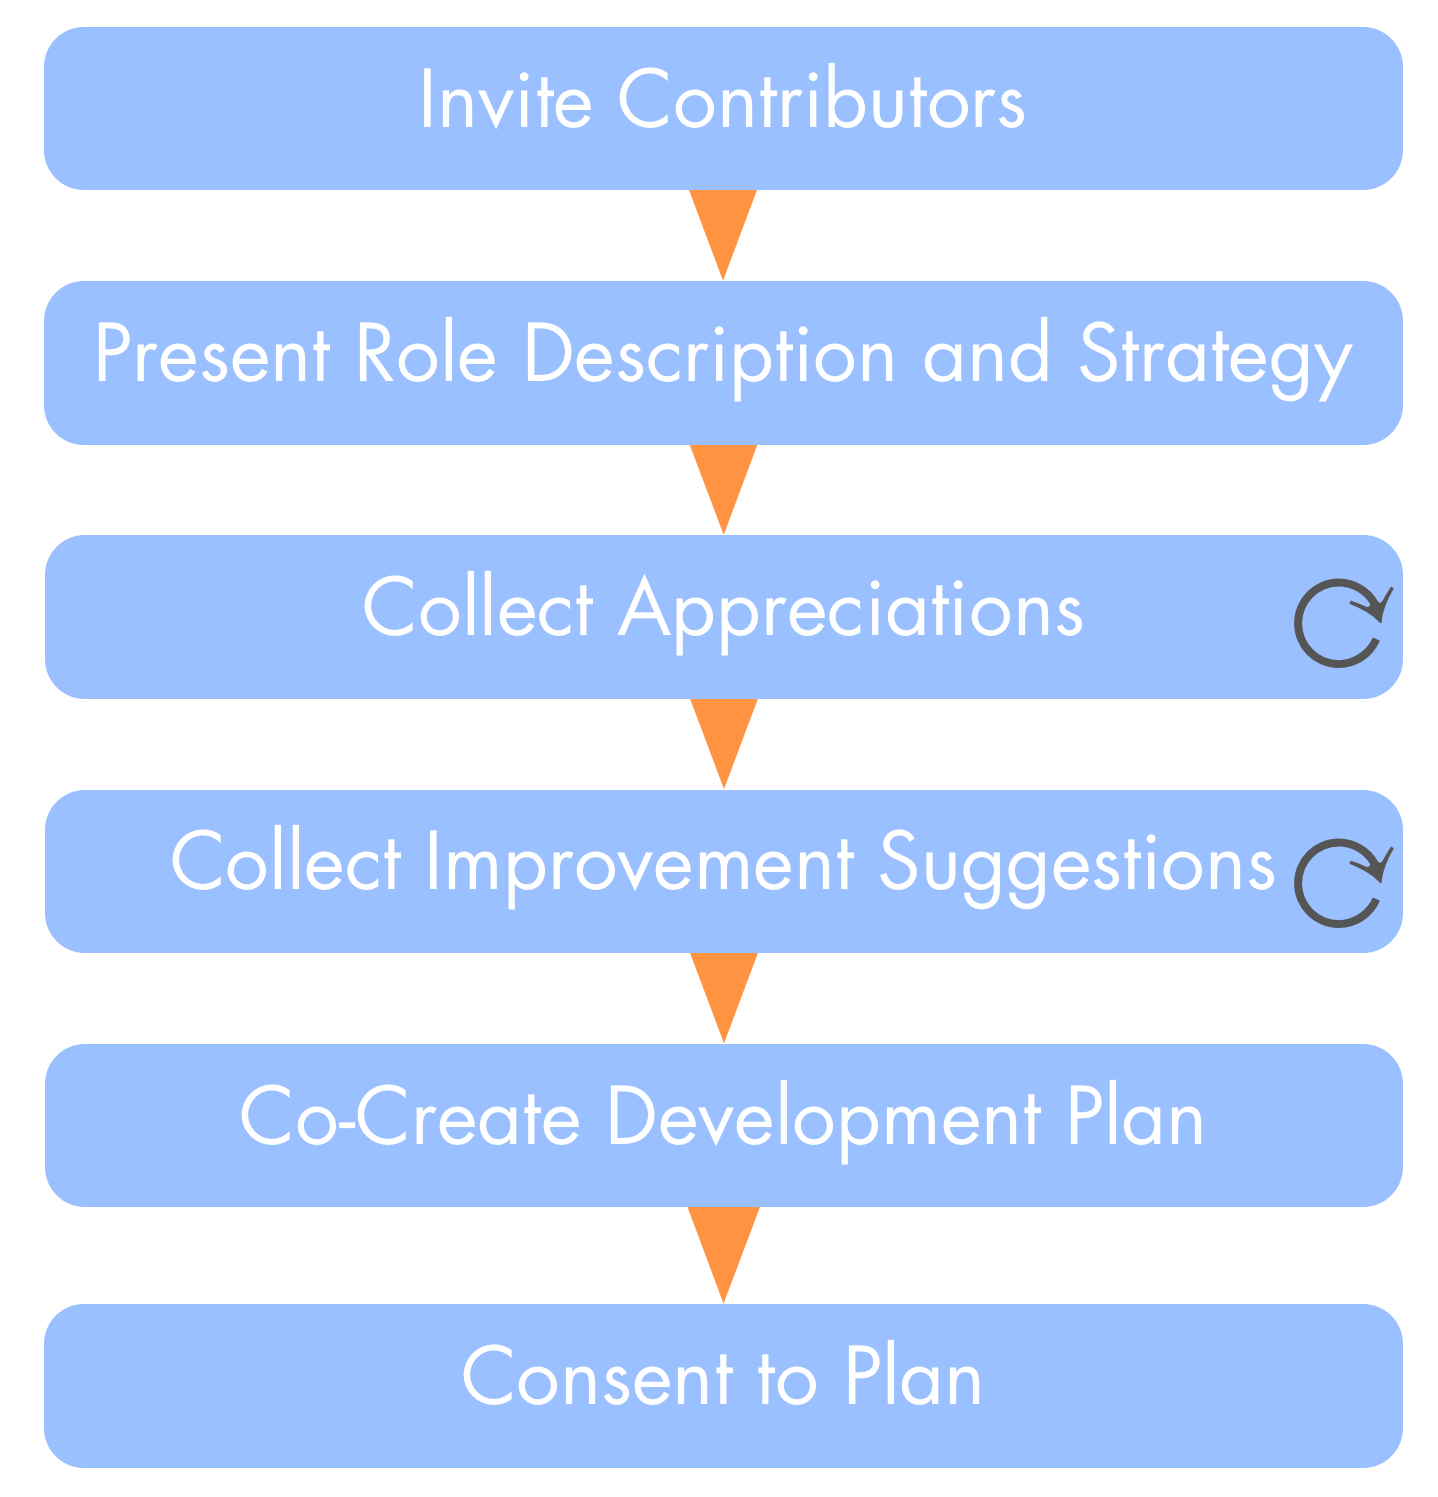 Invite Contributors
Present Role Description and Strategy
Collect Appreciations
Collect Improvement Suggestions
Co-Create Development Plan
Consent to Plan